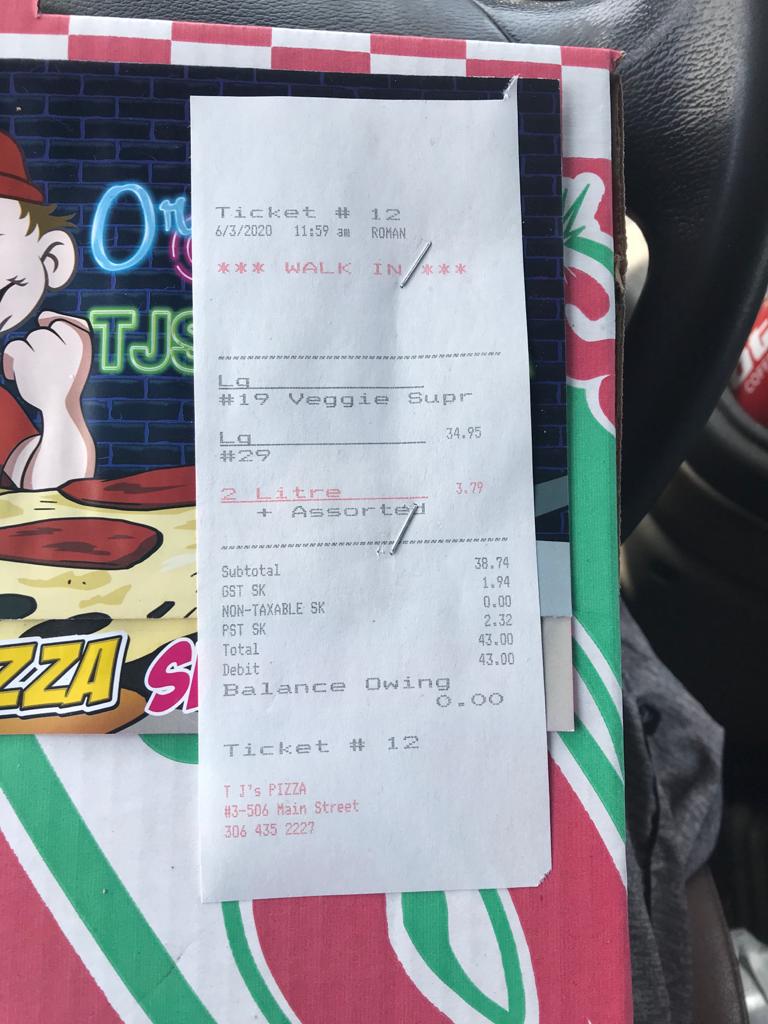 Ticket # 12
6/3/2020 11:59 am ROMAN
*** WALK IN ***
Lg
#19 Veggie Supr
Lg 34.95
#29
2 Litre 3.79
+ Assorted
Subtotal 38.74
GST SK 1.94
NON-TAXABLE SK 0.00
PST SK 2.32
Total 43.00
Debit 43.00
Balance Owing
0.00
Ticket # 12
T J's PIZZA
#3-506 Main Street
306 435 2227
TJS